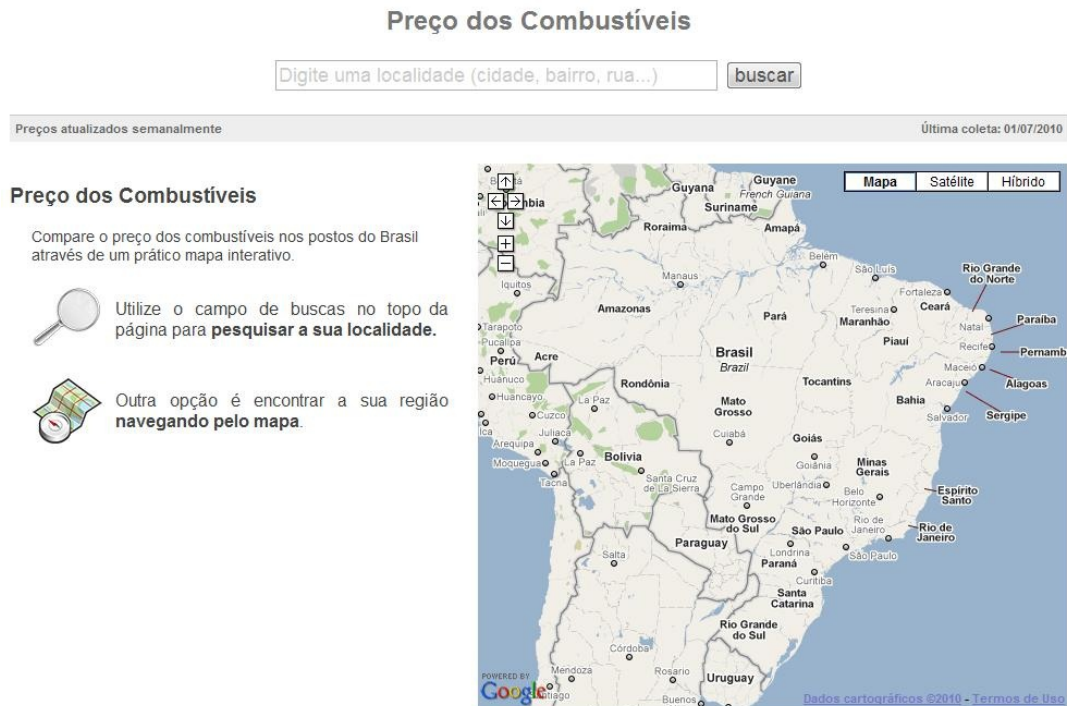 Preço dos Combustíveis
Digite uma localidade (cidade, bairro, rua...)
buscar
Preços atualizados semanalmente
Última coleta: 01/07/2010
Preço dos Combustíveis
Compare o preço dos combustíveis nos postos do Brasil
através de um prático mapa interativo.
Utilize o campo de buscas no topo da
página para pesquisar a sua localidade.
Outra opção é encontrar a sua região
navegando pelo mapa.
Mapa
Satélite
Híbrido
Guyana
Guyane
French Guiana
Suriname
Roraima
Amapá
Belém
São Luís
Rio Grande
do Norte
Manaus
Iquitos
Fortaleza
Ceará
Amazonas
Pará
Teresina
Maranhão
Natal
Paraíba
Tarapoto
Pucallpa
Piauí
Recife
Pernamb
Perú
Acre
Brasil
Brazil
Maceió
Huánuco
Rondônia
Tocantins
Aracaju
Alagoas
Huancayo
La Paz
Mato
Grosso
Bahia
Sergipe
Cuzco
Salvador
Juliaca
Cuiabá
Goiás
Arequipa
Bolivia
Moquegua
La Paz
Goiânia
Minas
Gerais
Tacna
Santa Cruz
de La Sierra
Campo
Grande
Uberlândia
Belo
Horizonte
Espírito
Santo
Mato Grosso
do Sul
São Paulo
Rio de
Janeiro
Rio de
Janeiro
Paraguay
Londrina
São Paulo
Salta
Paraná
Curitiba
Santa
Catarina
Rio Grande
do Sul
Córdoba
Mendoza
Rosario
Uruguay
POWERED BY
Google
Buenos
Dados cartográficos ©2010 - Termos de Uso